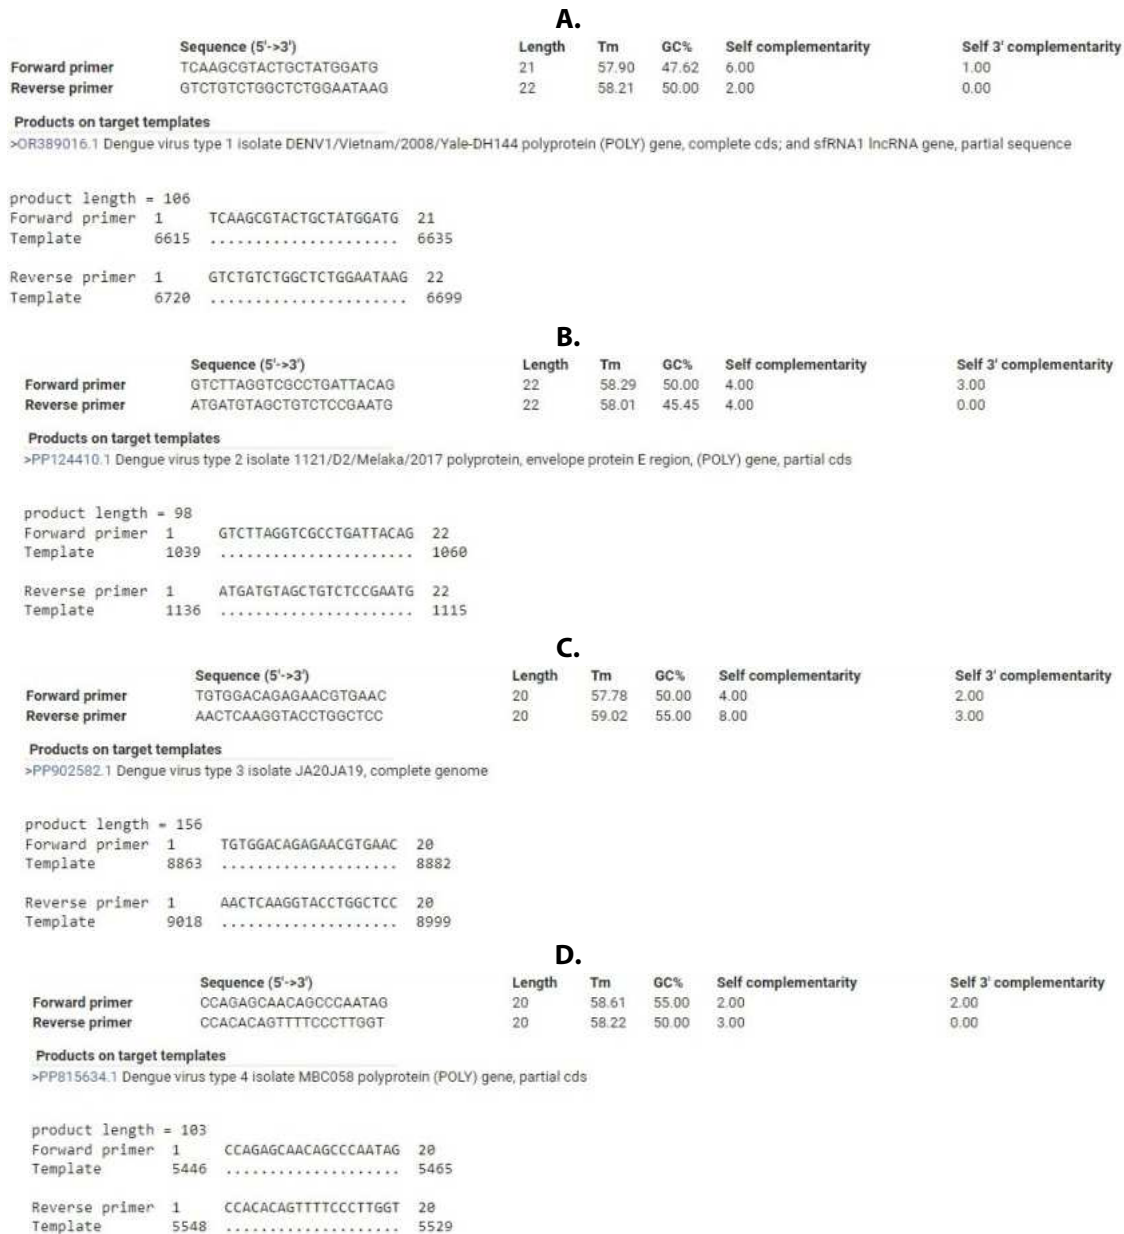 A.
Sequence (5'->3') Length Tm GC% Self complementarity Self 3' complementarity
Forward primer TCAAGCGTACTGCTATGGATG 21 57.90 47.62 6.00 1.00
Reverse primer GTCTGTCTGGCTCTGGAATAAG 22 58.21 50.00 2.00 0.00
Products on target templates
>OR389016.1 Dengue virus type 1 isolate DENV1/Vietnam/2008/Yale-DH144 polyprotein (POLY) gene, complete cds; and sfRNA1 lncRNA gene, partial sequence
product length = 106
Forward primer 1 TCAAGCGTACTGCTATGGATG 21
Template 6615 ..................... 6635
Reverse primer 1 GTCTGTCTGGCTCTGGAATAAG 22
Template 6720 ...................... 6699
B.
Sequence (5'->3') Length Tm GC% Self complementarity Self 3' complementarity
Forward primer GTCTTAGGTCGCCTGATTACAG 22 58.29 50.00 4.00 3.00
Reverse primer ATGATGTAGCTGTCTCCGAATG 22 58.01 45.45 4.00 0.00
Products on target templates
>PP124410.1 Dengue virus type 2 isolate 1121/D2/Melaka/2017 polyprotein, envelope protein E region, (POLY) gene, partial cds
product length = 98
Forward primer 1 GTCTTAGGTCGCCTGATTACAG 22
Template 1039 ...................... 1060
Reverse primer 1 ATGATGTAGCTGTCTCCGAATG 22
Template 1136 ...................... 1115
C.
Sequence (5'->3') Length Tm GC% Self complementarity Self 3' complementarity
Forward primer TGTGGACAGAGAACGTGAAC 20 57.78 50.00 4.00 2.00
Reverse primer AACTCAAGGTACCTGGCTCC 20 59.02 55.00 8.00 3.00
Products on target templates
>PP902582.1 Dengue virus type 3 isolate JA20JA19, complete genome
product length = 156
Forward primer 1 TGTGGACAGAGAACGTGAAC 20
Template 8863 .................... 8882
Reverse primer 1 AACTCAAGGTACCTGGCTCC 20
Template 9018 .................... 8999
D.
Sequence (5'->3') Length Tm GC% Self complementarity Self 3' complementarity
Forward primer CCAGAGCAACAGCCCAATAG 20 58.61 55.00 2.00 2.00
Reverse primer CCACACAGTTTTCCCTTGGT 20 58.22 50.00 3.00 0.00
Products on target templates
>PP815634.1 Dengue virus type 4 isolate MBC058 polyprotein (POLY) gene, partial cds
product length = 103
Forward primer 1 CCAGAGCAACAGCCCAATAG 20
Template 5446 .................... 5465
Reverse primer 1 CCACACAGTTTTCCCTTGGT 20
Template 5548 .................... 5529